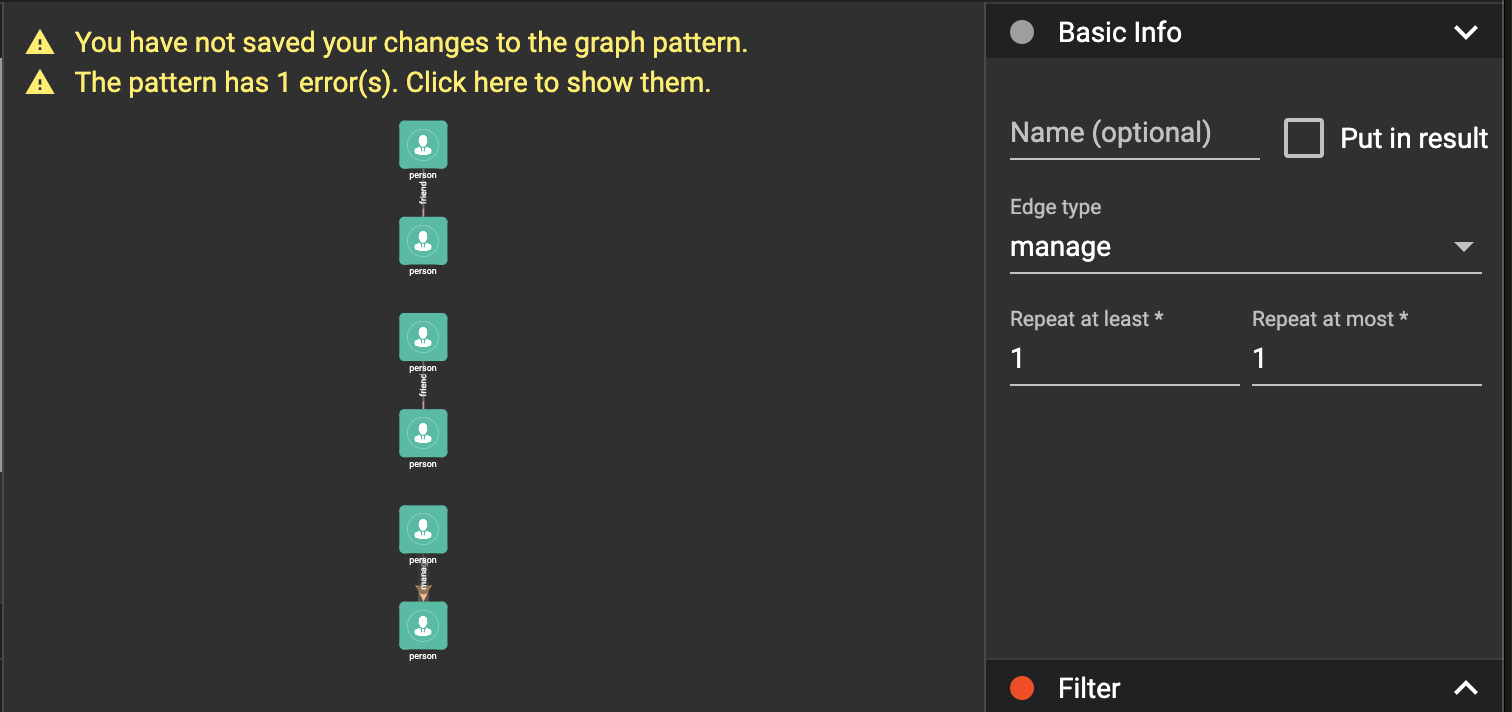 You have not saved your changes to the graph pattern.
The pattern has 1 error(s). Click here to show them.
person
friend
person
person
friend
person
person
mana
person
Basic Info
Name (optional)
Put in result
Edge type
manage
Repeat at least *
Repeat at most *
1
1
Filter